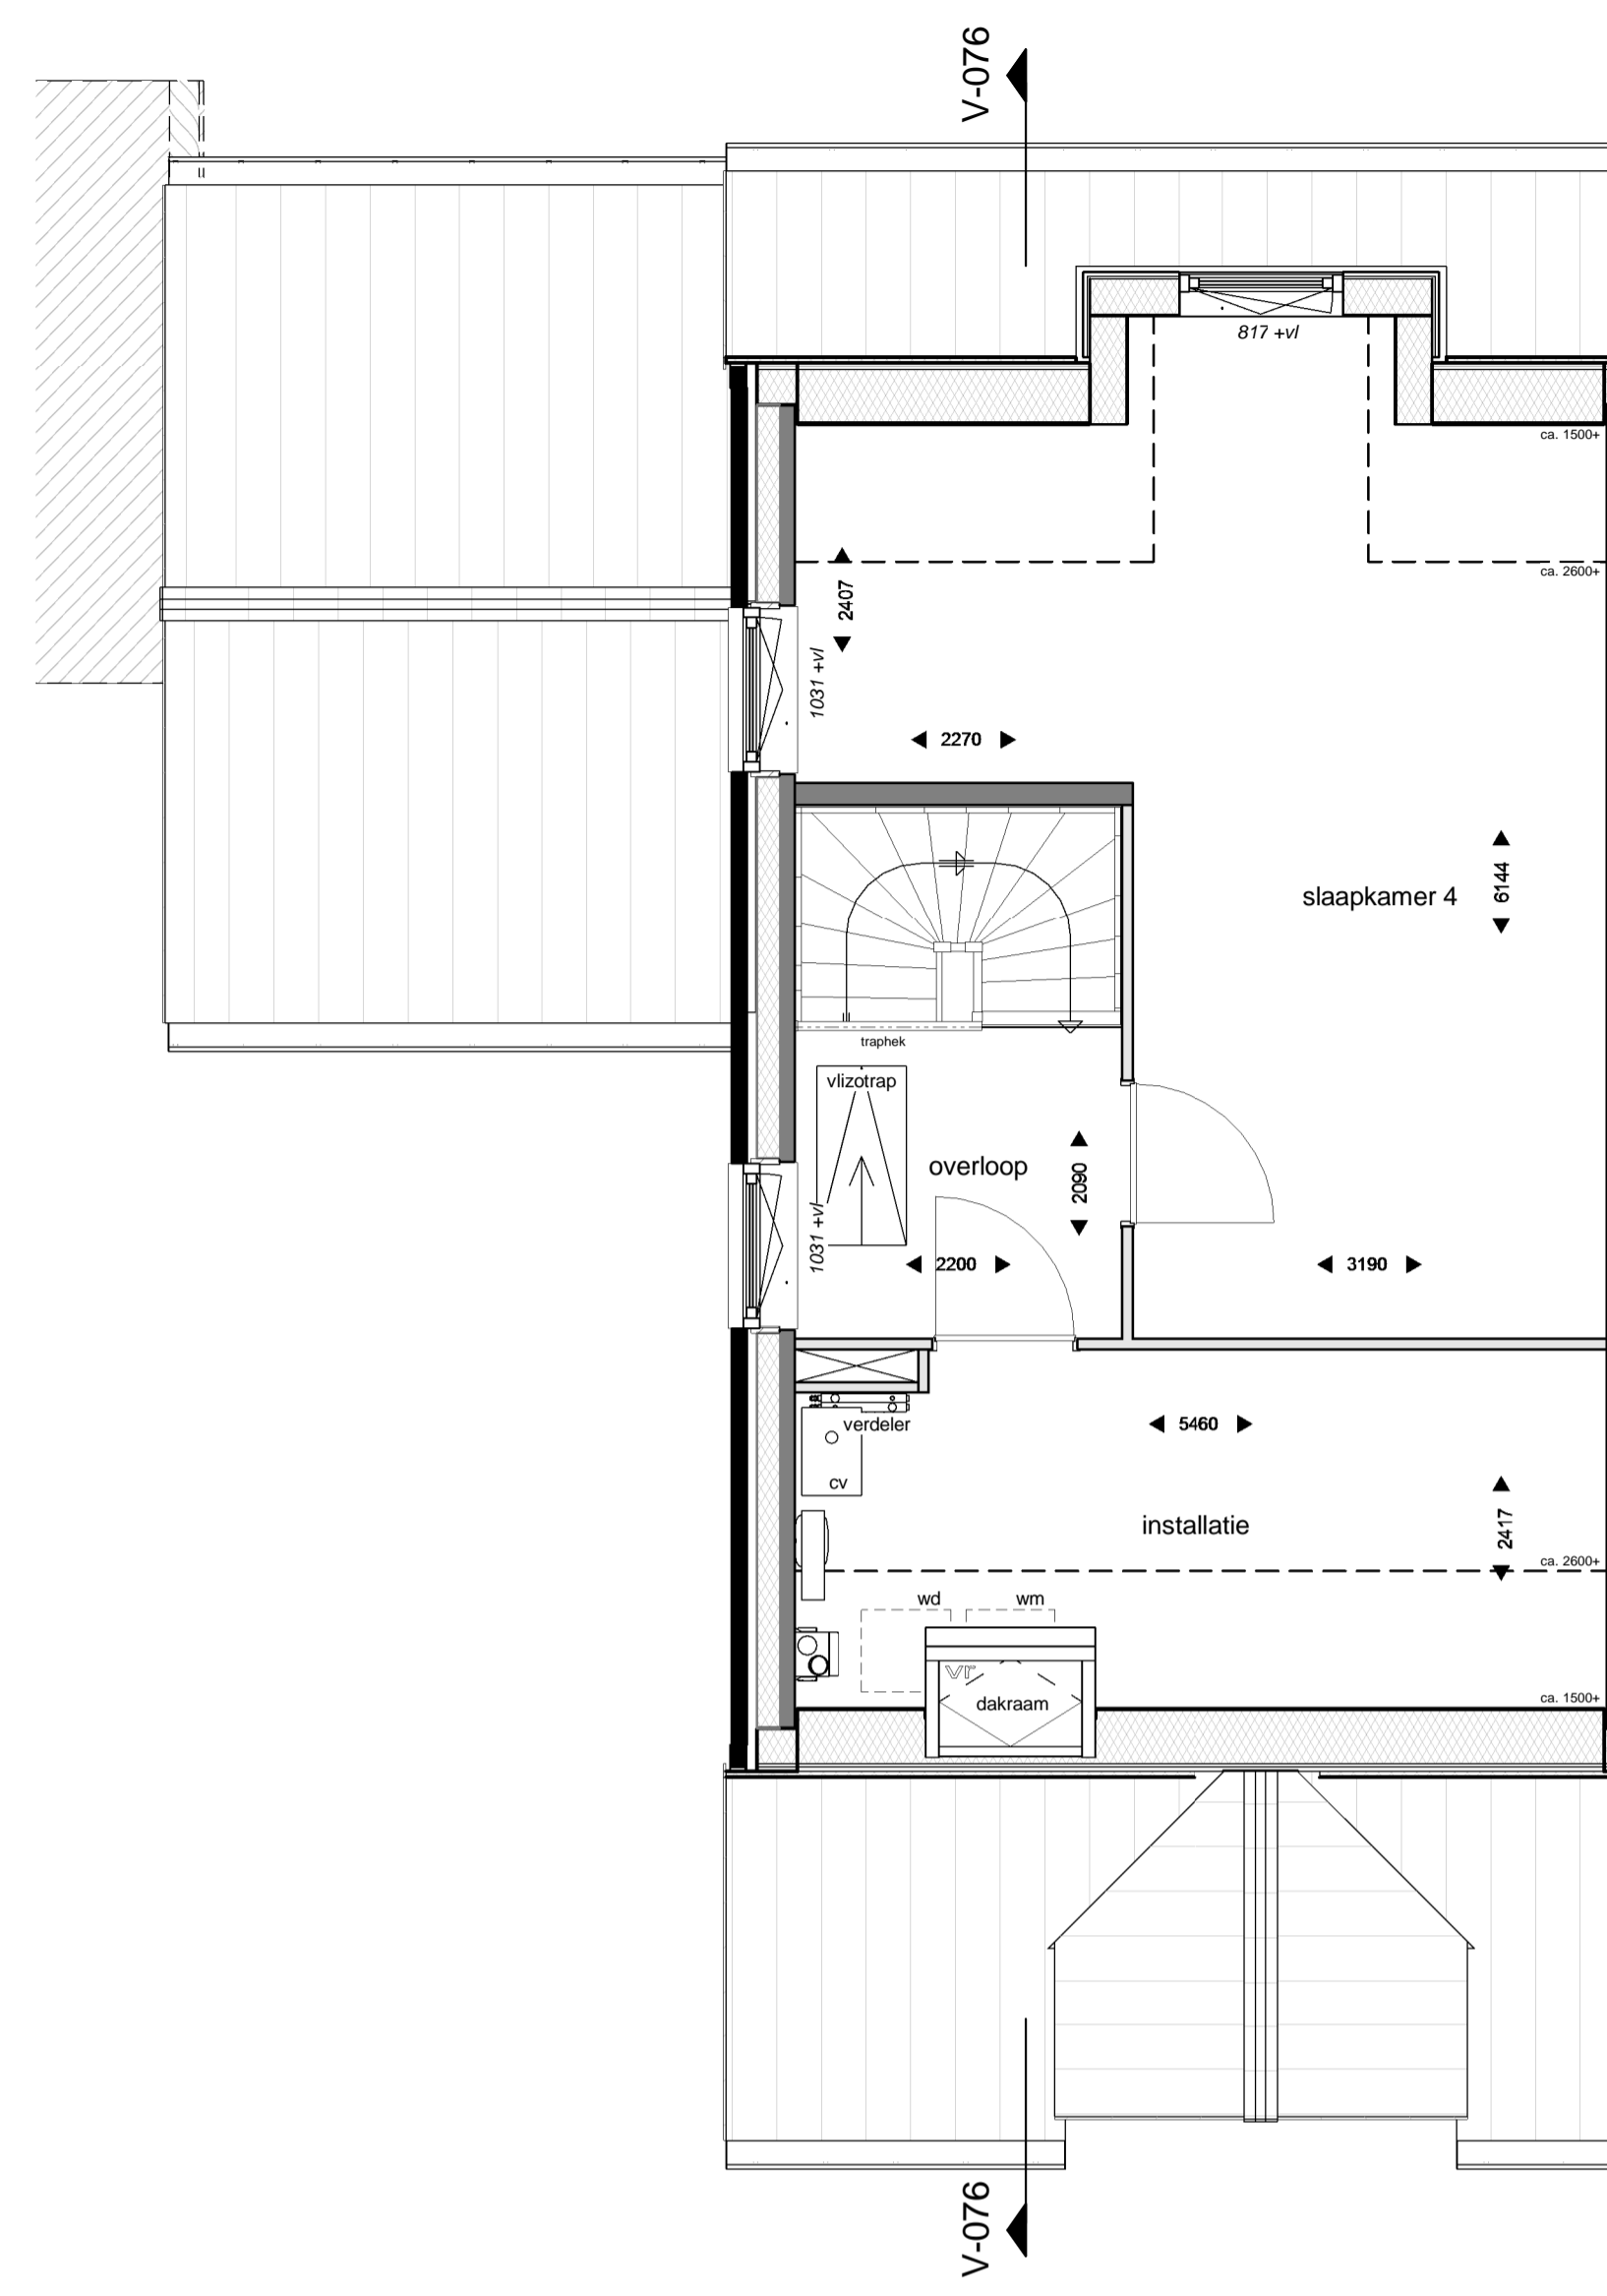 V-076
817 +vl
ca. 1500+
ca. 2600+
2407
1031 +vl
2270
slaapkamer 4
6144
traphek
vlizotrap
overloop
2090
1031 +vl
2200
3190
verdeler
5460
cv
installatie
2417
ca. 2600+
wd
wm
vr
dakraam
ca. 1500+
V-076